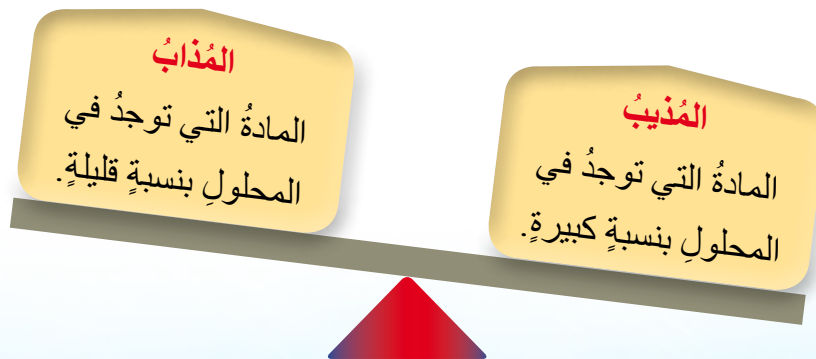 المُذيبُ
المادةُ التي توجدُ في
المحلولِ بنسبةٍ كبيرةٍ.
المُذابُ
المادةُ التي توجدُ في
المحلولِ بنسبةٍ قليلةٍ.